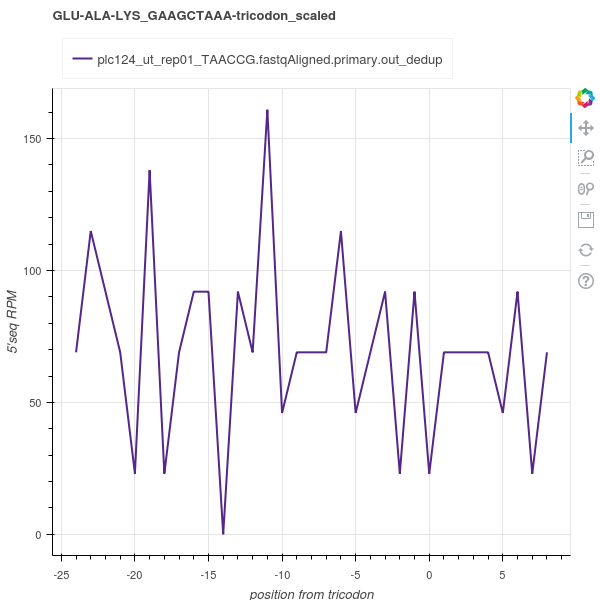 GLU-ALA-LYS_GAAGCTAAA-tricodon_scaled
plc124_ut_rep01_TAACCG.fastqAligned.primary.out_dedup
150
100
50
0
5'seq RPM
-25 -20 -15 -10 -5 0 5
position from tricodon